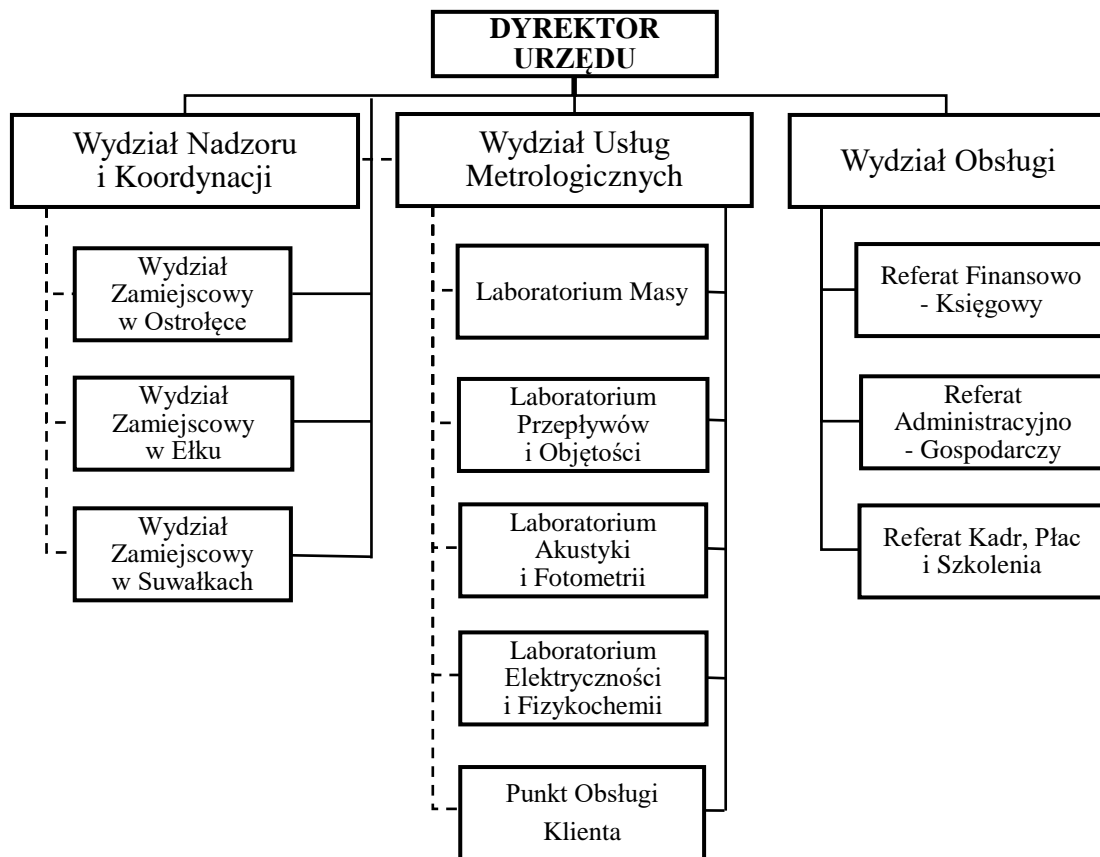 DYREKTOR
URZĘDU
Wydział Nadzoru
i Koordynacji
Wydział Usług
Metrologicznych
Wydział Obsługi
Wydział
Zamiejscowy
w Ostrołęce
Wydział
Zamiejscowy
w Ełku
Wydział
Zamiejscowy
w Suwałkach
Laboratorium Masy
Laboratorium
Przepływów
i Objętości
Laboratorium
Akustyki
i Fotometrii
Laboratorium
Elektryczności
i Fizykochemii
Punkt Obsługi
Klienta
Referat Finansowo
- Księgowy
Referat
Administracyjno
- Gospodarczy
Referat Kadr, Płac
i Szkolenia